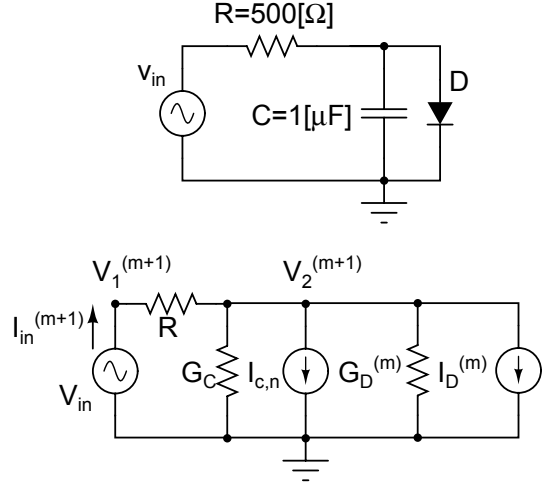 R=500[Ω]
v_in
D
C=1[μF]
V_1^(m+1)
V_2^(m+1)
I_in^(m+1)
R
G_C
I_c,n
G_D^(m)
I_D^(m)
V_in